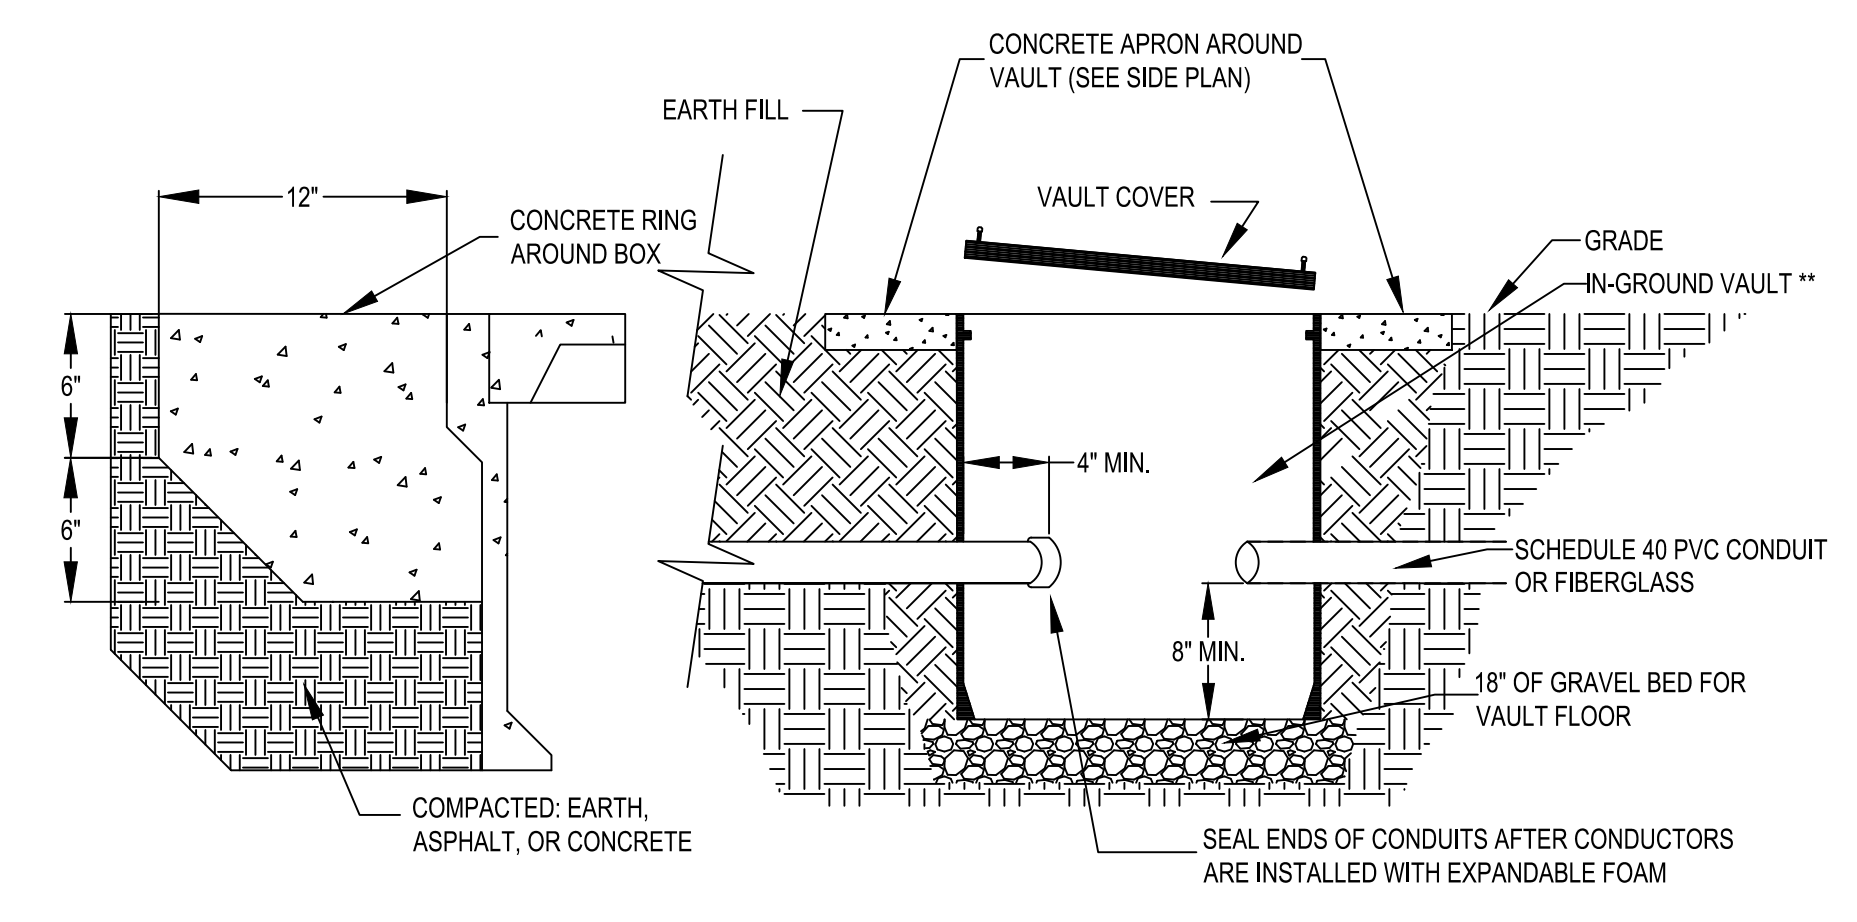 CONCRETE APRON AROUND
VAULT (SEE SIDE PLAN)
EARTH FILL
VAULT COVER
12"
CONCRETE RING
AROUND BOX
GRADE
IN-GROUND VAULT **
6"
4" MIN.
6"
SCHEDULE 40 PVC CONDUIT
OR FIBERGLASS
8" MIN.
18" OF GRAVEL BED FOR
VAULT FLOOR
COMPACTED: EARTH,
ASPHALT, OR CONCRETE
SEAL ENDS OF CONDUITS AFTER CONDUCTORS
ARE INSTALLED WITH EXPANDABLE FOAM